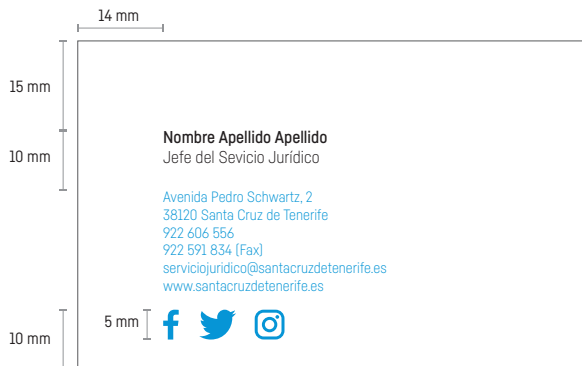 14 mm
15 mm
10 mm
Nombre Apellido Apellido
Jefe del Sevicio Jurídico
Avenida Pedro Schwartz, 2
38120 Santa Cruz de Tenerife
922 606 556
922 591 834 (Fax)
serviciojuridico@santacruzdetenerife.es
www.santacruzdetenerife.es
5 mm
10 mm